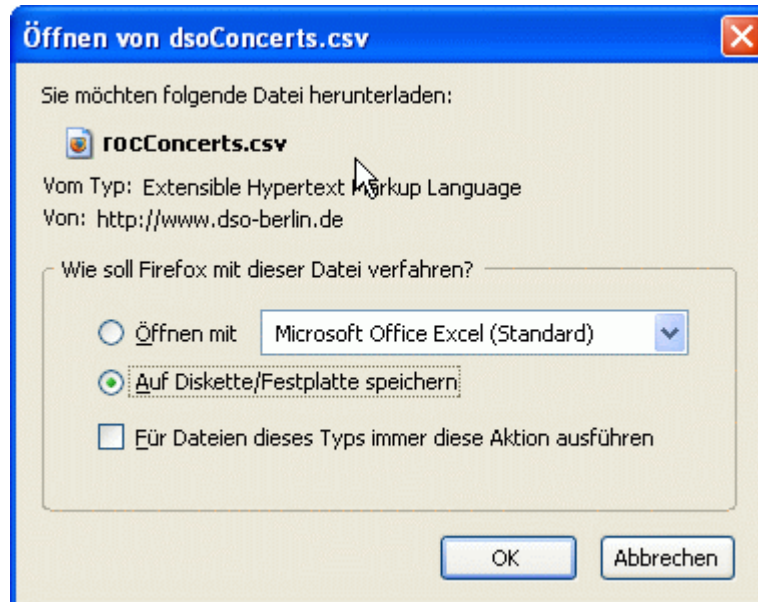 Öffnen von dsoConcerts.csv
Sie möchten folgende Datei herunterladen:
rocConcerts.csv
Vom Typ: Extensible Hypertext Markup Language
Von: http://www.dso-berlin.de
Wie soll Firefox mit dieser Datei verfahren?
Öffnen mit Microsoft Office Excel (Standard)
Auf Diskette/Festplatte speichern
Für Dateien dieses Typs immer diese Aktion ausführen
OK Abbrechen